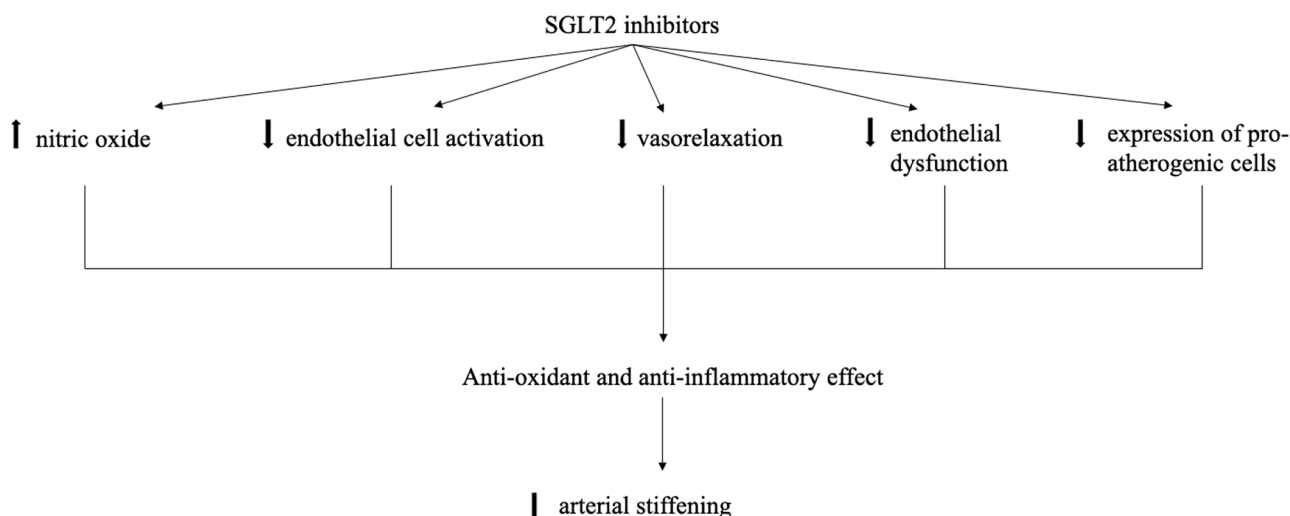 SGLT2 inhibitors
↑ nitric oxide
↓ endothelial cell activation
↓ vasorelaxation
↓ endothelial
dysfunction
↓ expression of pro-
atherogenic cells
Anti-oxidant and anti-inflammatory effect
arterial stiffening